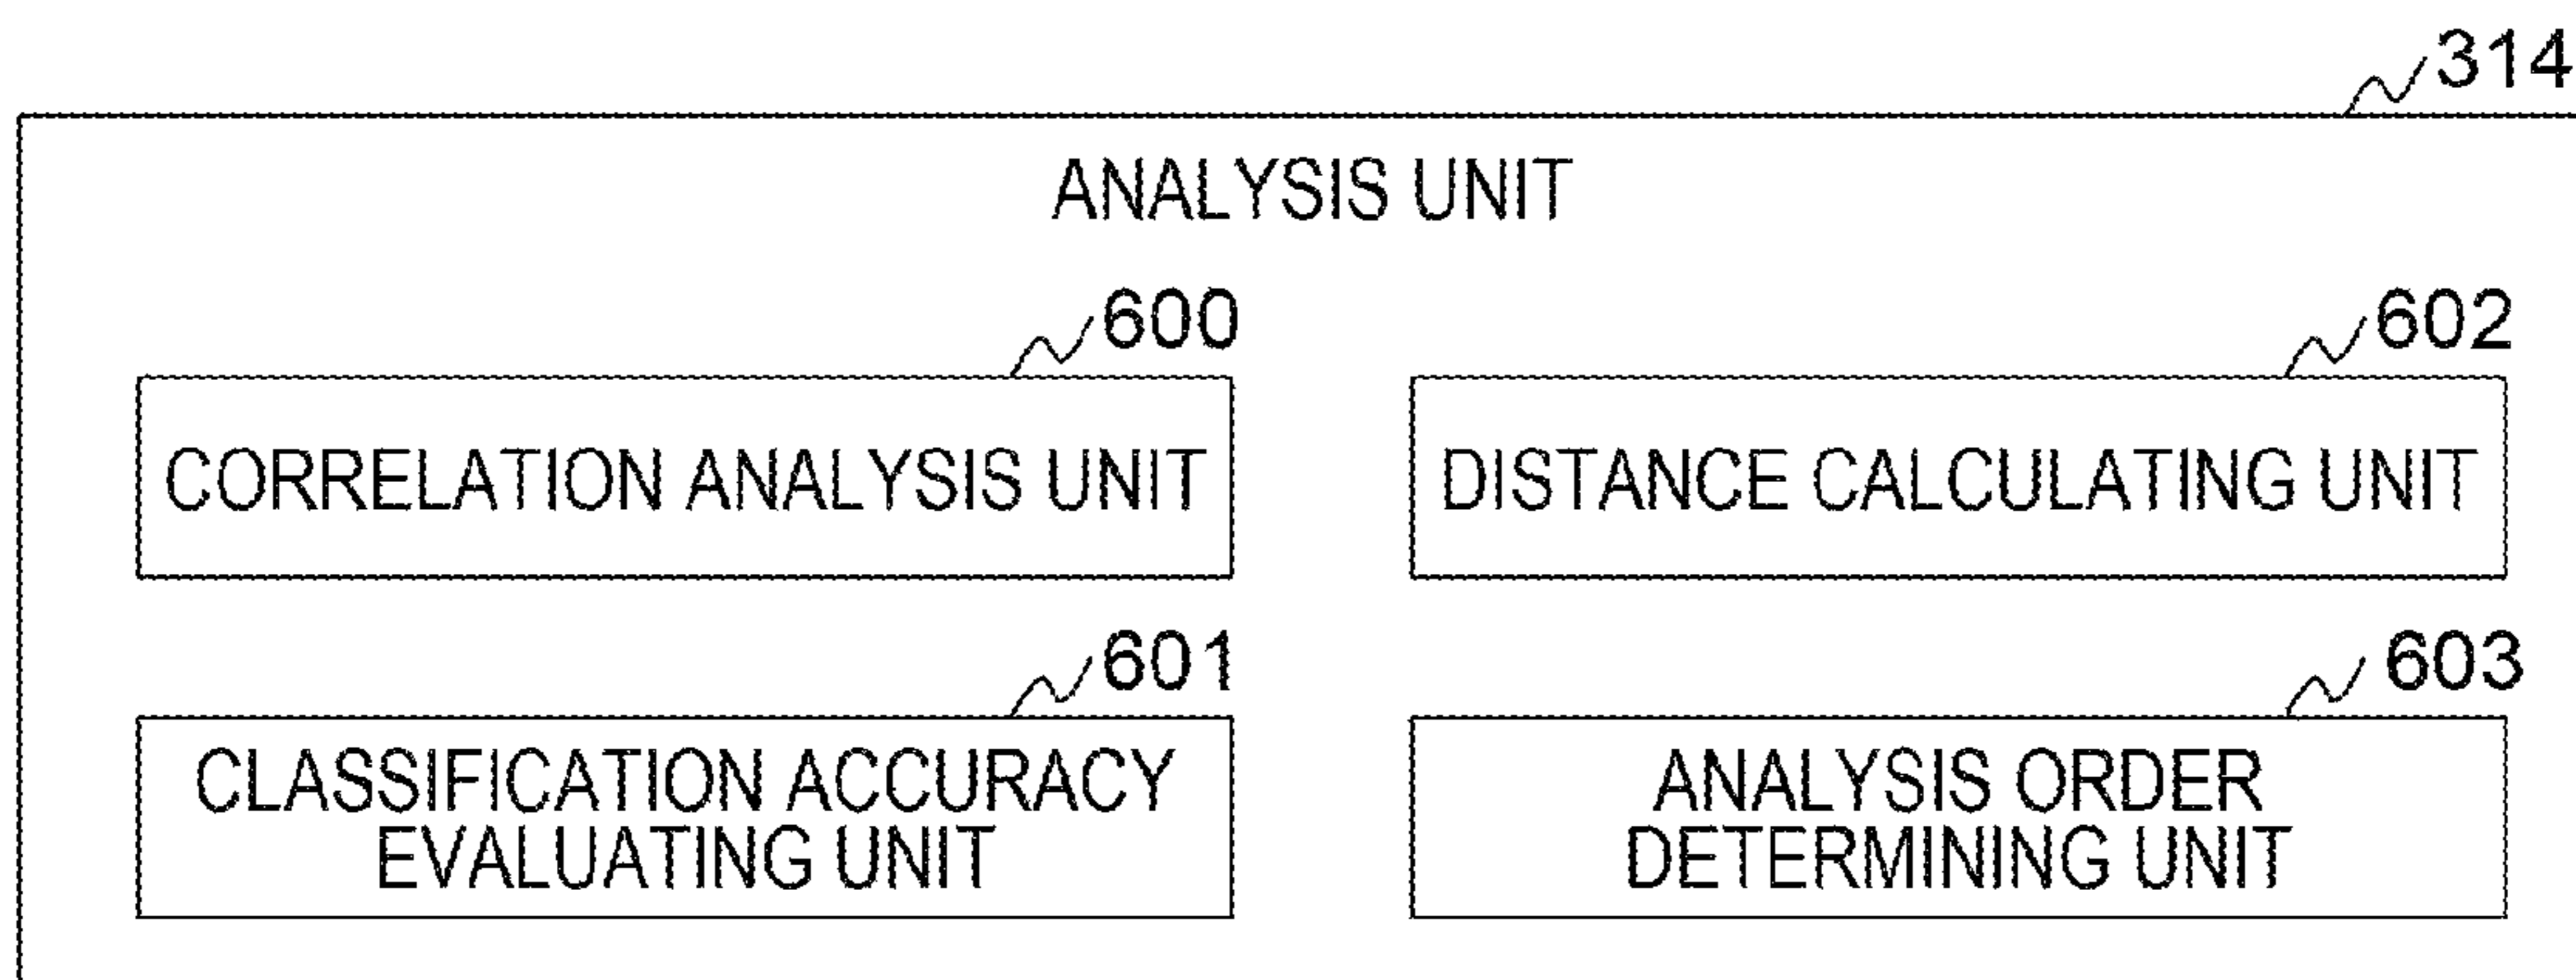 314
ANALYSIS UNIT
600
CORRELATION ANALYSIS UNIT
602
DISTANCE CALCULATING UNIT
601
CLASSIFICATION ACCURACY
EVALUATING UNIT
603
ANALYSIS ORDER
DETERMINING UNIT